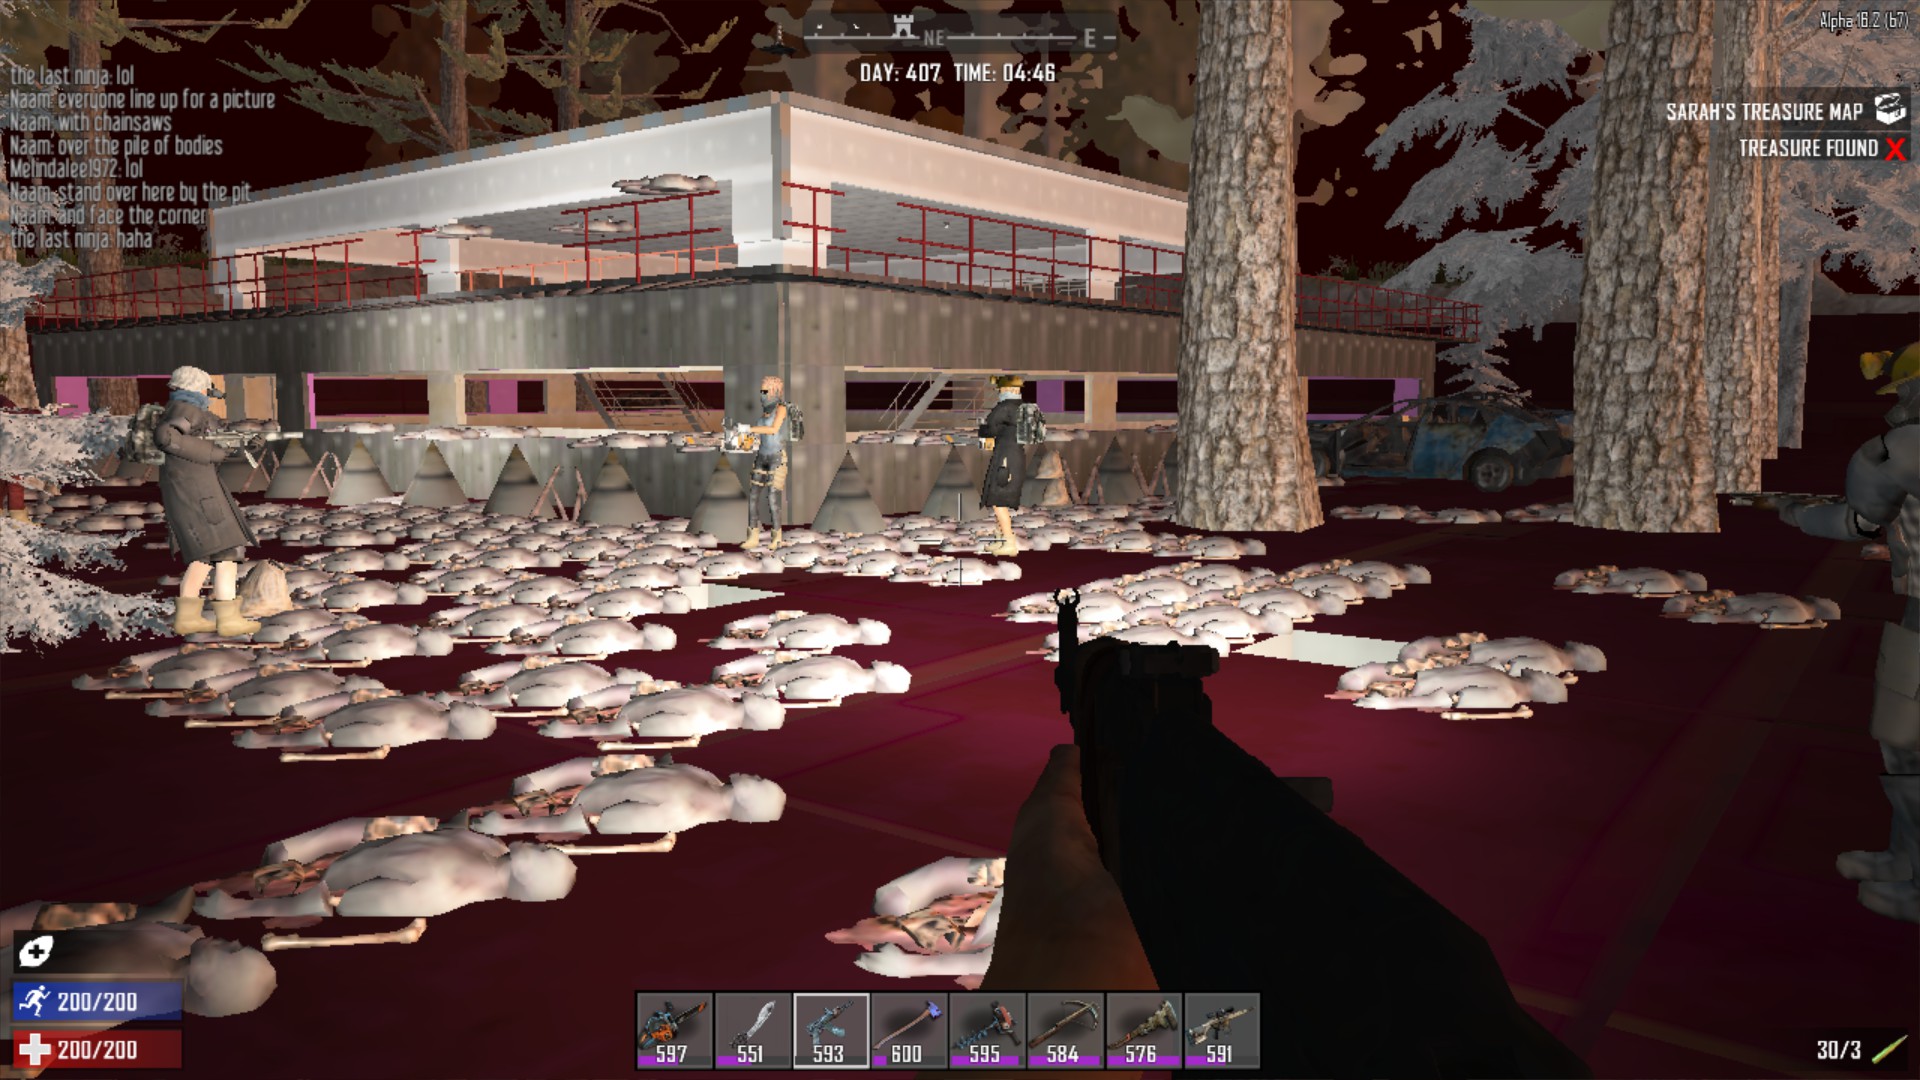 NE
E
Alpha 16.2 (b7)
DAY: 407 TIME: 04:46
the last ninja: lol
Naam: everyone line up for a picture
Naam: with chainsaws
Naam: over the pile of bodies
Melindalee1972: lol
Naam: stand over here by the pit
Naam: and face the corner
the last ninja: haha
SARAH'S TREASURE MAP
TREASURE FOUND X
200/200
200/200
597 551 593 600 595 584 576 591
30/3